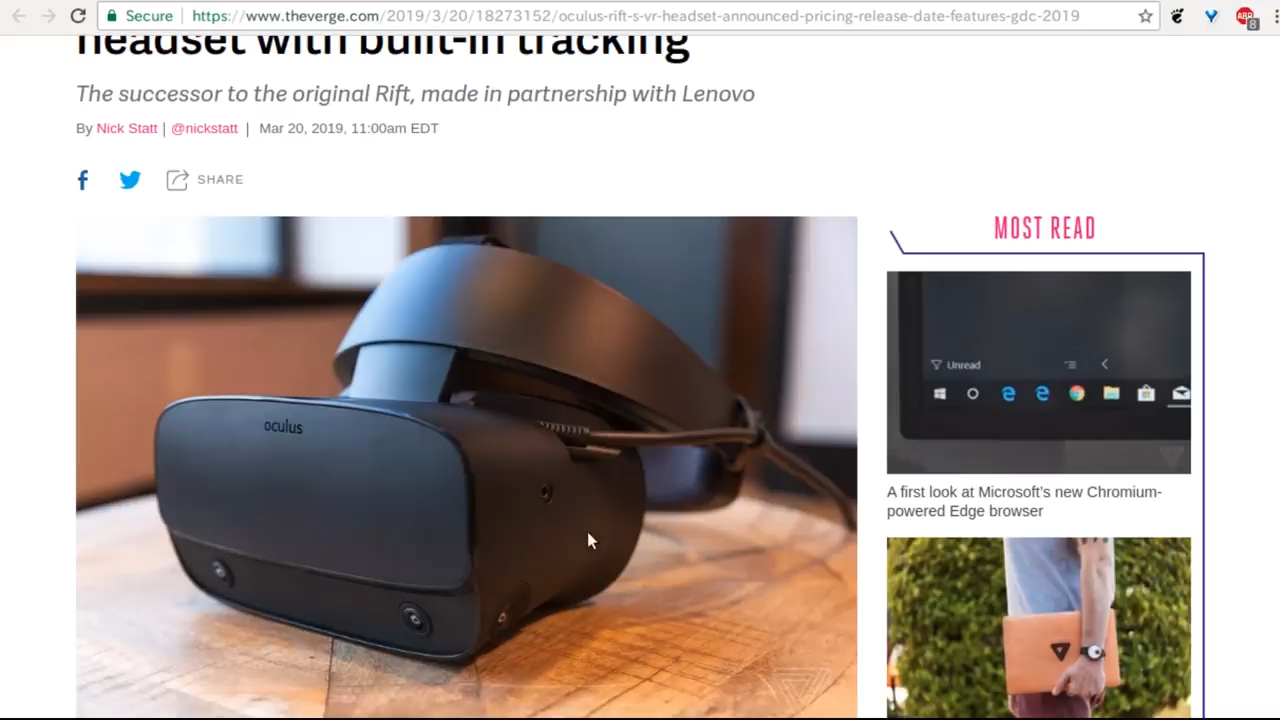 Secure
https://www.theverge.com/2019/3/20/18273152/oculus-rift-s-vr-headset-announced-pricing-release-date-features-gdc-2019
ABP
8
headset with built-in tracking
The successor to the original Rift, made in partnership with Lenovo
By Nick Statt | @nickstatt | Mar 20, 2019, 11:00am EDT
SHARE
oculus
MOST READ
Unread
A first look at Microsoft's new Chromium-
powered Edge browser